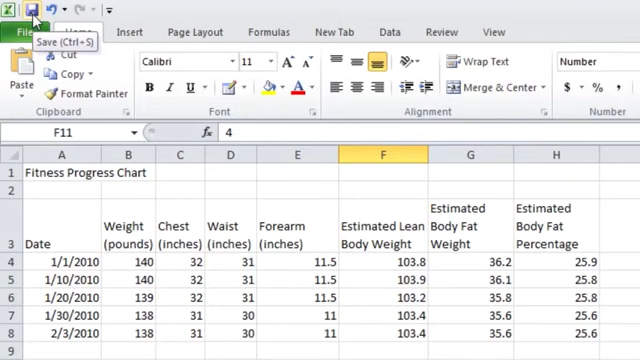 File Home Insert Page Layout Formulas New Tab Data Review View
Save (Ctrl+S)
Cut
Copy
Format Painter
Paste
Clipboard
Calibri 11
B I U
Font
Wrap Text
Merge & Center
Alignment
Number
$ % ,
Number
F11 fx 4
A B C D E F G H
1 Fitness Progress Chart
2
3 Date Weight (pounds) Chest (inches) Waist (inches) Forearm (inches) Estimated Lean Body Weight Estimated Body Fat Weight Estimated Body Fat Percentage
4 1/1/2010 140 32 31 11.5 103.8 36.2 25.9
5 1/10/2010 140 32 31 11.5 103.9 36.1 25.8
6 1/20/2010 139 32 31 11.5 103.2 35.8 25.8
7 1/30/2010 138 31 30 11 103.4 35.6 25.6
8 2/3/2010 138 31 30 11 103.4 35.6 25.6
9